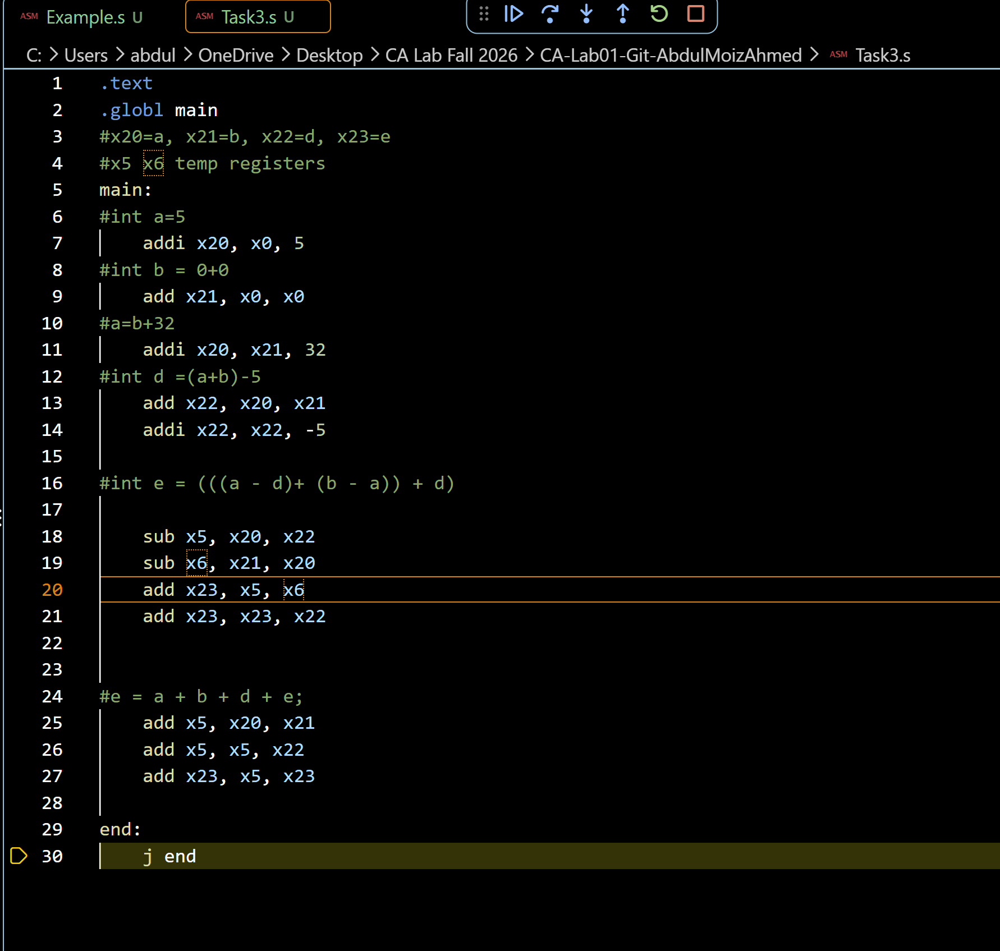 ASM Example.s U ASM Task3.s U
C: > Users > abdul > OneDrive > Desktop > CA Lab Fall 2026 > CA-Lab01-Git-AbdulMoizAhmed > ASM Task3.s
1 .text
2 .globl main
3 #x20=a, x21=b, x22=d, x23=e
4 #x5 x6 temp registers
5 main:
6 #int a=5
7 addi x20, x0, 5
8 #int b = 0+0
9 add x21, x0, x0
10 #a=b+32
11 addi x20, x21, 32
12 #int d =(a+b)-5
13 add x22, x20, x21
14 addi x22, x22, -5
15
16 #int e = (((a - d)+ (b - a)) + d)
17
18 sub x5, x20, x22
19 sub x6, x21, x20
20 add x23, x5, x6
21 add x23, x23, x22
22
23
24 #e = a + b + d + e;
25 add x5, x20, x21
26 add x5, x5, x22
27 add x23, x5, x23
28
29 end:
30 j end